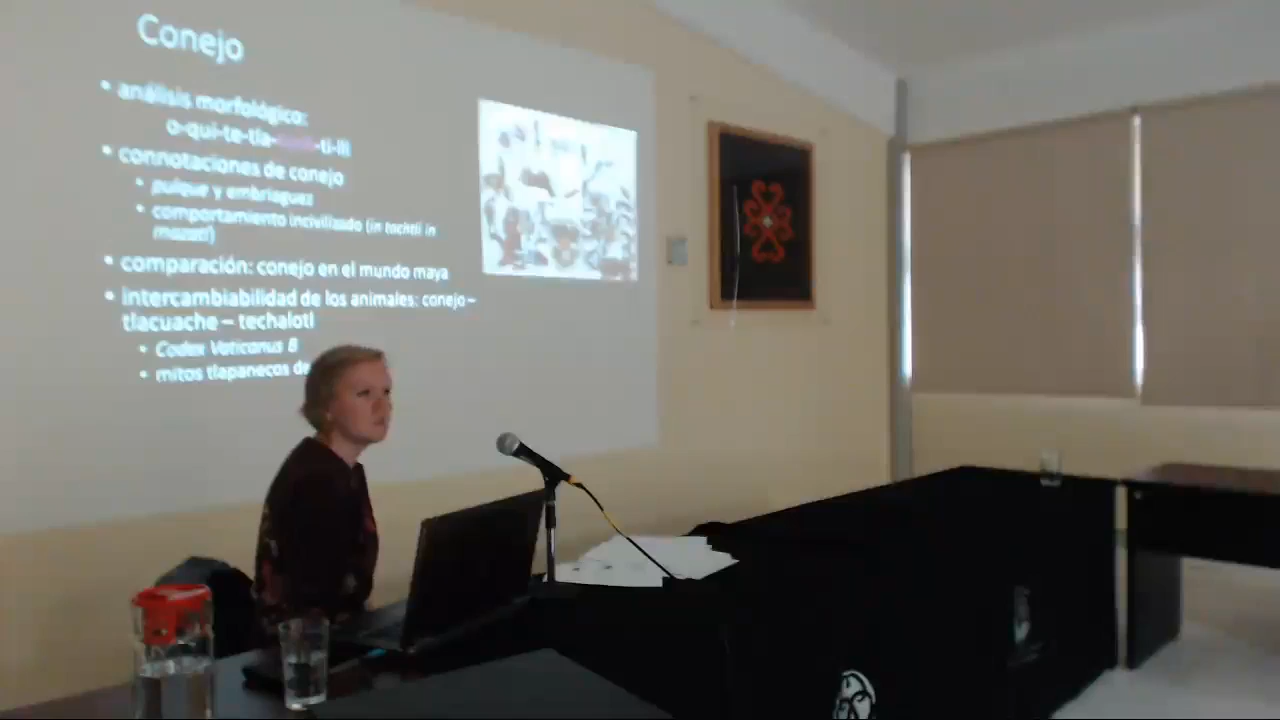 Conejo
• análisis morfológico:
o-qui-te-tla- -ti-lli
• connotaciones de conejo
• pulque y embriaguez
• comportamiento incivilizado (in tochtli in
mazatl)
• comparación: conejo en el mundo maya
• intercambiabilidad de los animales: conejo –
tlacuache – techalotl
• Codex Vaticanus B
• mitos tlapanecos de